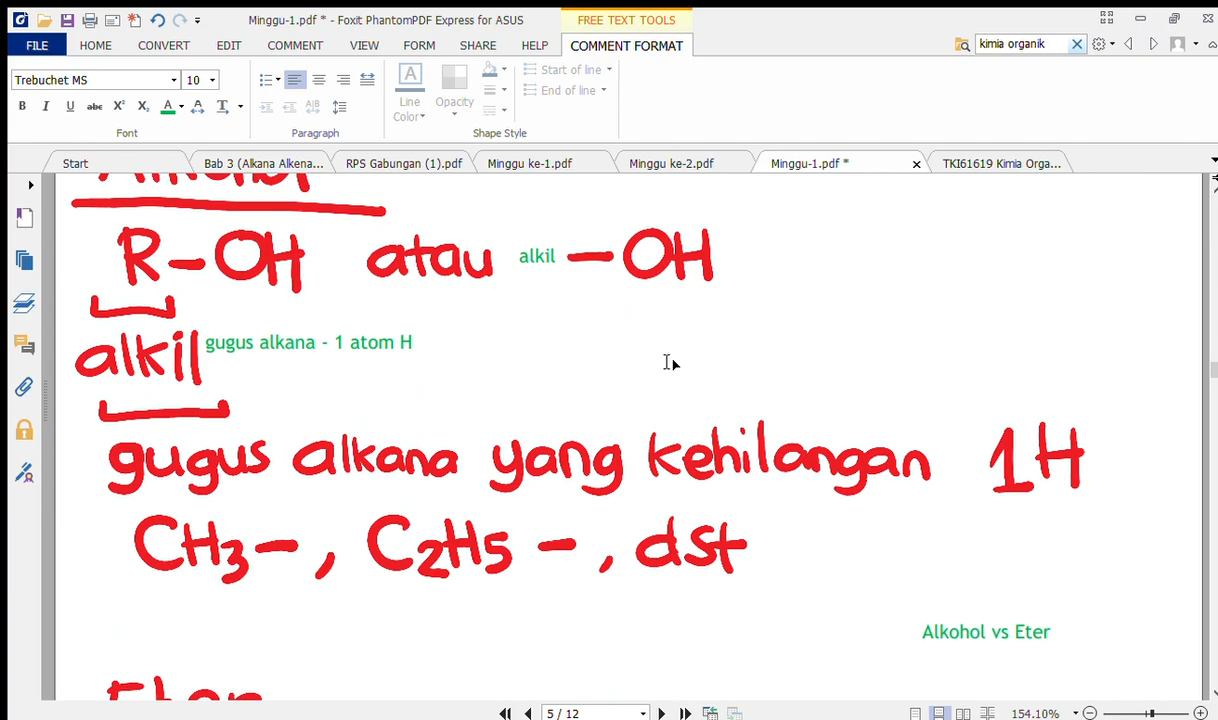 Minggu-1.pdf * - Foxit PhantomPDF Express for ASUS
FREE TEXT TOOLS
FILE HOME CONVERT EDIT COMMENT VIEW FORM SHARE HELP COMMENT FORMAT kimia organik
Trebuchet MS 10
Start of line
End of line
Line Color
Opacity
Font Paragraph Shape Style
Start Bab 3 (Alkana Alkena... RPS Gabungan (1).pdf Minggu ke-1.pdf Minggu ke-2.pdf Minggu-1.pdf * TKI61619 Kimia Orga...
R-OH atau alkil -OH
alkil gugus alkana - 1 atom H
gugus alkana yang kehilangan 1H
CH3-, C2H5-, dst
Alkohol vs Eter
5 / 12 154.10%